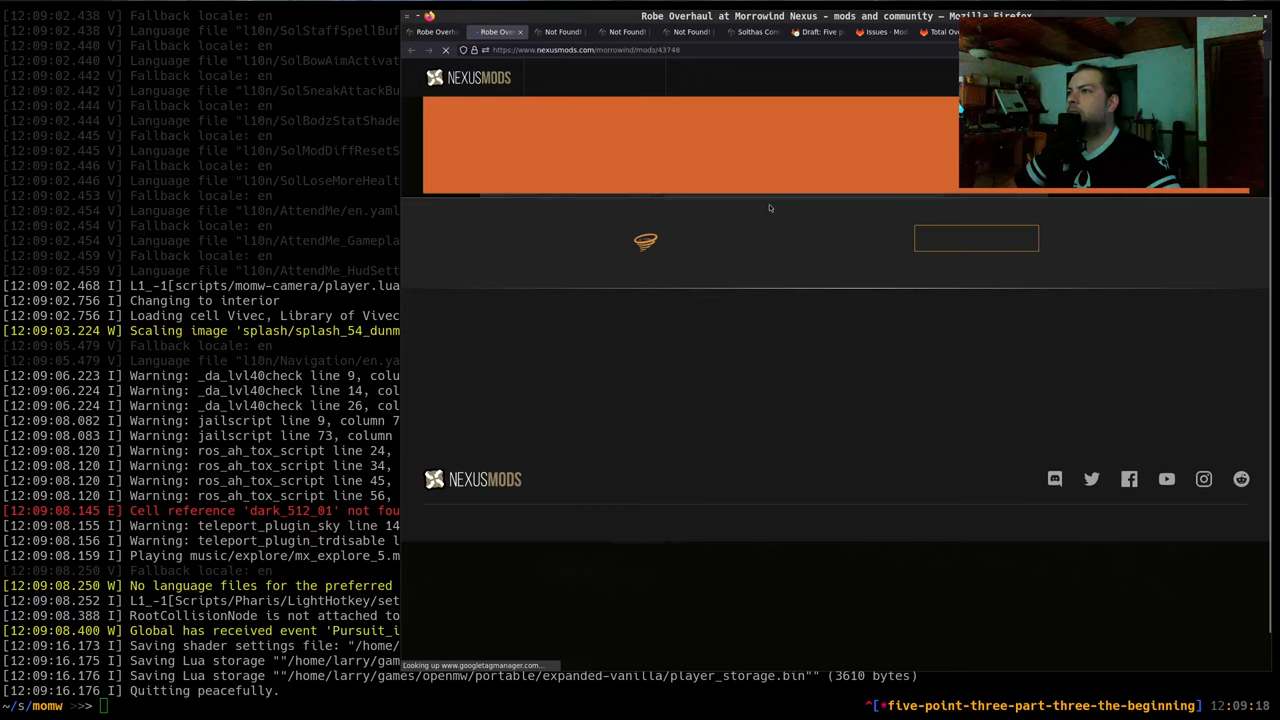 [12:09:02.438 V] Fallback locale: en
[12:09:02.438 V] Language file "l10n/SolStaffSpellBuf
[12:09:02.440 V] Fallback locale: en
[12:09:02.441 V] Language file "l10n/SolBowAimActivat
[12:09:02.442 V] Fallback locale: en
[12:09:02.442 V] Language file "l10n/SolSneakAttackBu
[12:09:02.443 V] Fallback locale: en
[12:09:02.444 V] Language file "l10n/SolBodzStatShade
[12:09:02.445 V] Fallback locale: en
[12:09:02.445 V] Language file "l10n/SolModDiffResetS
[12:09:02.446 V] Fallback locale: en
[12:09:02.446 V] Language file "l10n/SolLoseMoreHealt
[12:09:02.453 V] Fallback locale: en
[12:09:02.454 V] Language file "l10n/AttendMe/en.yaml
[12:09:02.454 V] Fallback locale: en
[12:09:02.454 V] Language file "l10n/AttendMe_Gamepla
[12:09:02.459 V] Fallback locale: en
[12:09:02.459 V] Language file "l10n/AttendMe_HudSett
[12:09:02.468 I] L1_-1[scripts/momw-camera/player.lua
[12:09:02.756 I] Changing to interior
[12:09:02.756 I] Loading cell Vivec, Library of Vivec
[12:09:03.224 W] Scaling image 'splash/splash_54_dunm
[12:09:05.479 V] Fallback locale: en
[12:09:05.479 V] Language file "l10n/Navigation/en.ya
[12:09:06.223 I] Warning: _da_lvl40check line 9, colu
[12:09:06.224 I] Warning: _da_lvl40check line 14, col
[12:09:06.224 I] Warning: _da_lvl40check line 26, col
[12:09:08.082 I] Warning: jailscript line 9, column 7
[12:09:08.083 I] Warning: jailscript line 73, column
[12:09:08.120 I] Warning: ros_ah_tox_script line 24,
[12:09:08.120 I] Warning: ros_ah_tox_script line 34,
[12:09:08.120 I] Warning: ros_ah_tox_script line 45,
[12:09:08.120 I] Warning: ros_ah_tox_script line 56,
[12:09:08.145 E] Cell reference 'dark_512_01' not fou
[12:09:08.155 I] Warning: teleport_plugin_sky line 14
[12:09:08.156 I] Warning: teleport_plugin_trdisable l
[12:09:08.159 I] Playing music/explore/mx_explore_5.m
[12:09:08.250 V] Fallback locale: en
[12:09:08.250 W] No language files for the preferred
[12:09:08.252 I] L1_-1[Scripts/Pharis/LightHotkey/set
[12:09:08.388 I] RootCollisionNode is not attached to
[12:09:08.400 W] Global has received event 'Pursuit_i
[12:09:16.173 I] Saving shader settings file: "/home/
[12:09:16.175 I] Saving Lua storage ""/home/larry/gam
[12:09:16.176 I] Saving Lua storage ""/home/larry/games/openmw/portable/expanded-vanilla/player_storage.bin"" (3610 bytes)
[12:09:16.176 I] Quitting peacefully.
~/s/momw >>>
^[*five-point-three-part-three-the-beginning] 12:09:18
Robe Overhaul at Morrowind Nexus - mods and community — Mozilla Firefox
Robe Overh Robe Ov Not Found! Not Found! Not Found! Solthas Com Draft: Five p Issues · Mod Total Ov
https://www.nexusmods.com/morrowind/mods/43748
NEXUSMODS
NEXUSMODS
Looking up www.googletagmanager.com...